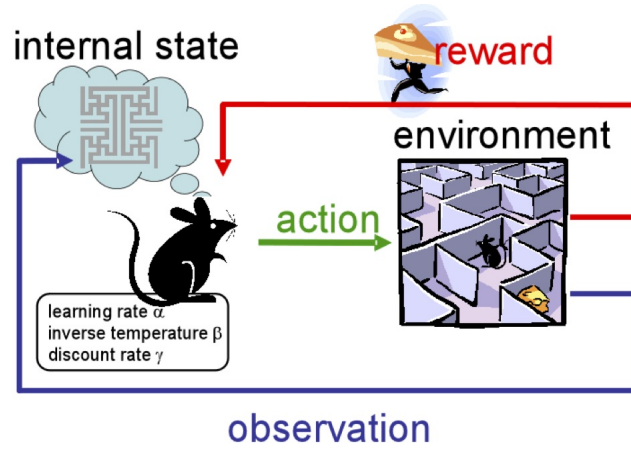 internal state
reward
environment
action
learning rate α
inverse temperature β
discount rate γ
observation